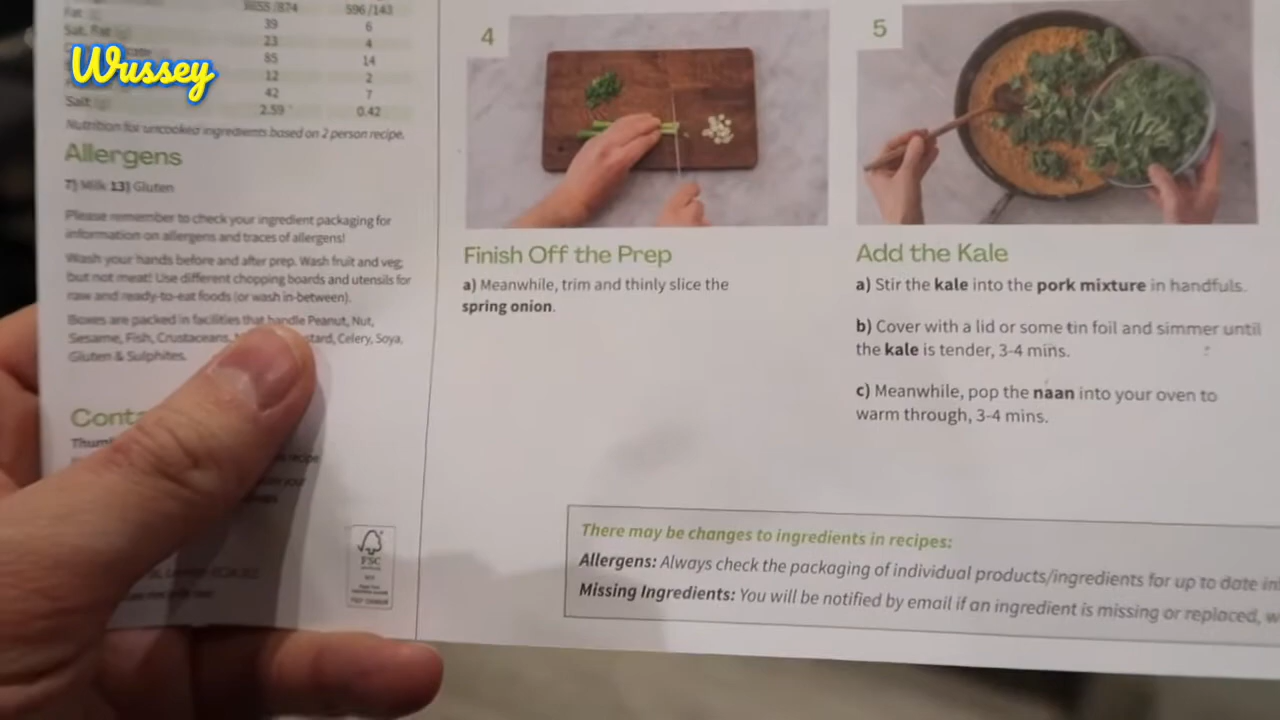 Wussey
3655 /874 596 /143
Fat 39 6
Sat. Fat 23 4
85 14
12 2
42 7
Salt 2.59 0.42
Nutrition for uncooked ingredients based on 2 person recipe.
Allergens
7) Milk 13) Gluten
Please remember to check your ingredient packaging for
information on allergens and traces of allergens!
Wash your hands before and after prep. Wash fruit and veg;
but not meat! Use different chopping boards and utensils for
raw and ready-to-eat foods (or wash in-between).
Boxes are packed in facilities that handle Peanut, Nut,
Sesame, Fish, Crustaceans, Celery, Soya,
Gluten & Sulphites.
FSC
4
Finish Off the Prep
a) Meanwhile, trim and thinly slice the
spring onion.
5
Add the Kale
a) Stir the kale into the pork mixture in handfuls.
b) Cover with a lid or some tin foil and simmer until
the kale is tender, 3-4 mins.
c) Meanwhile, pop the naan into your oven to
warm through, 3-4 mins.
There may be changes to ingredients in recipes:
Allergens: Always check the packaging of individual products/ingredients for up to date
Missing Ingredients: You will be notified by email if an ingredient is missing or replaced,